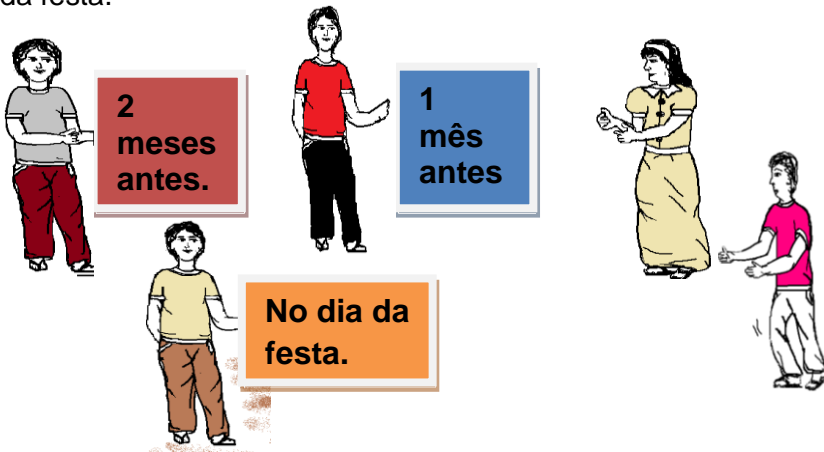 da festa.
2
meses
antes.
1
mês
antes
No dia da
festa.